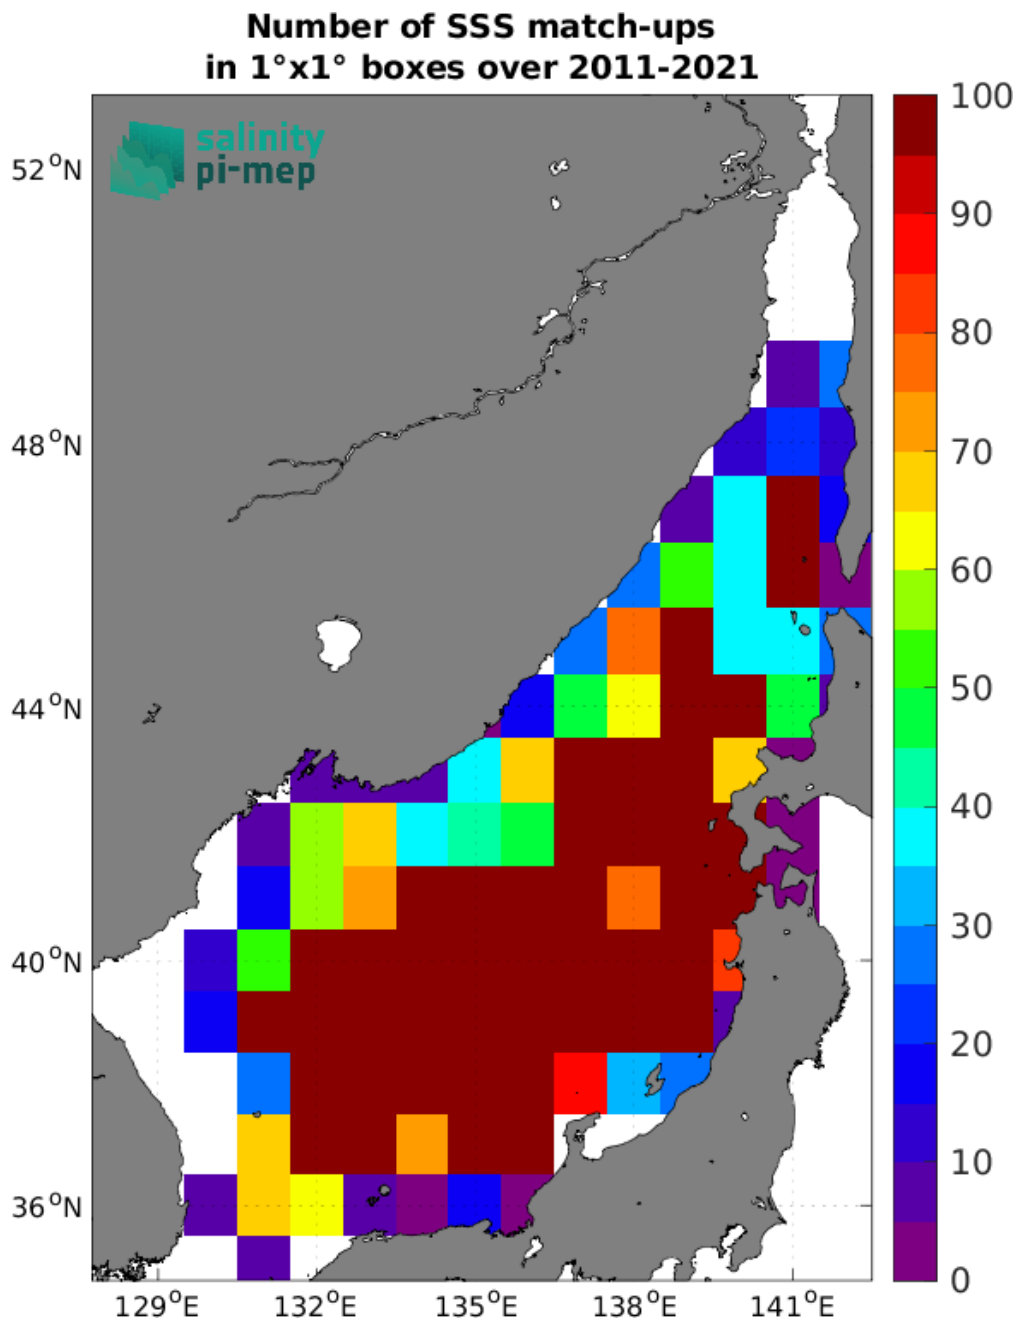 Number of SSS match-ups
in 1°x1° boxes over 2011-2021
salinity
pi-mep
52°N
48°N
44°N
40°N
36°N
129°E
132°E
135°E
138°E
141°E
100
90
80
70
60
50
40
30
20
10
0